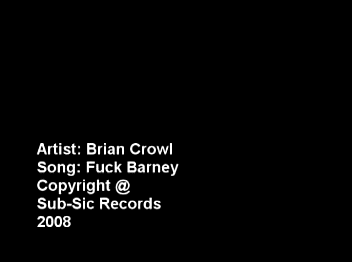 Artist: Brian Crowl
Song: Fuck Barney
Copyright @
Sub-Sic Records
2008